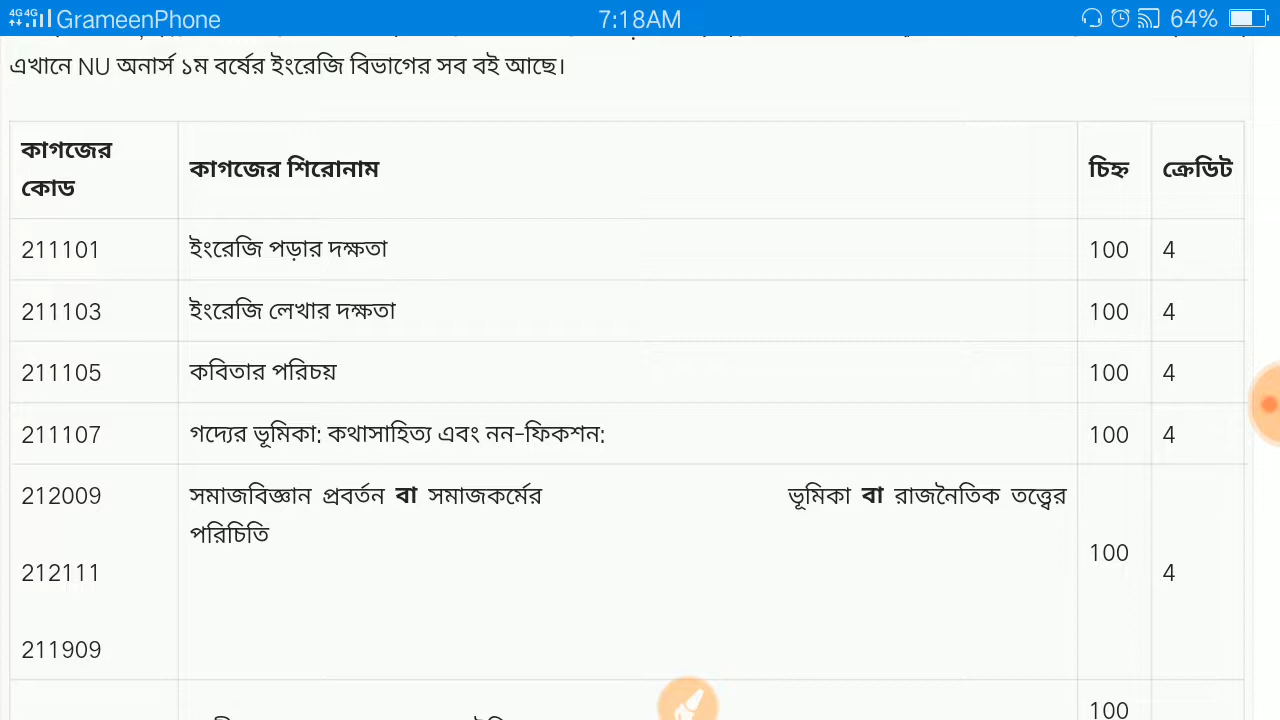 4G 4G GrameenPhone 7:18AM 64%
এখানে NU অনার্স ১ম বর্ষের ইংরেজি বিভাগের সব বই আছে।
কাগজের কোড কাগজের শিরোনাম চিহ্ন ক্রেডিট
211101 ইংরেজি পড়ার দক্ষতা 100 4
211103 ইংরেজি লেখার দক্ষতা 100 4
211105 কবিতার পরিচয় 100 4
211107 গদ্যের ভূমিকা: কথাসাহিত্য এবং নন-ফিকশন: 100 4
212009 সমাজবিজ্ঞান প্রবর্তন বা সমাজকর্মের ভূমিকা বা রাজনৈতিক তত্ত্বের
পরিচিতি
100
212111 4
211909
100